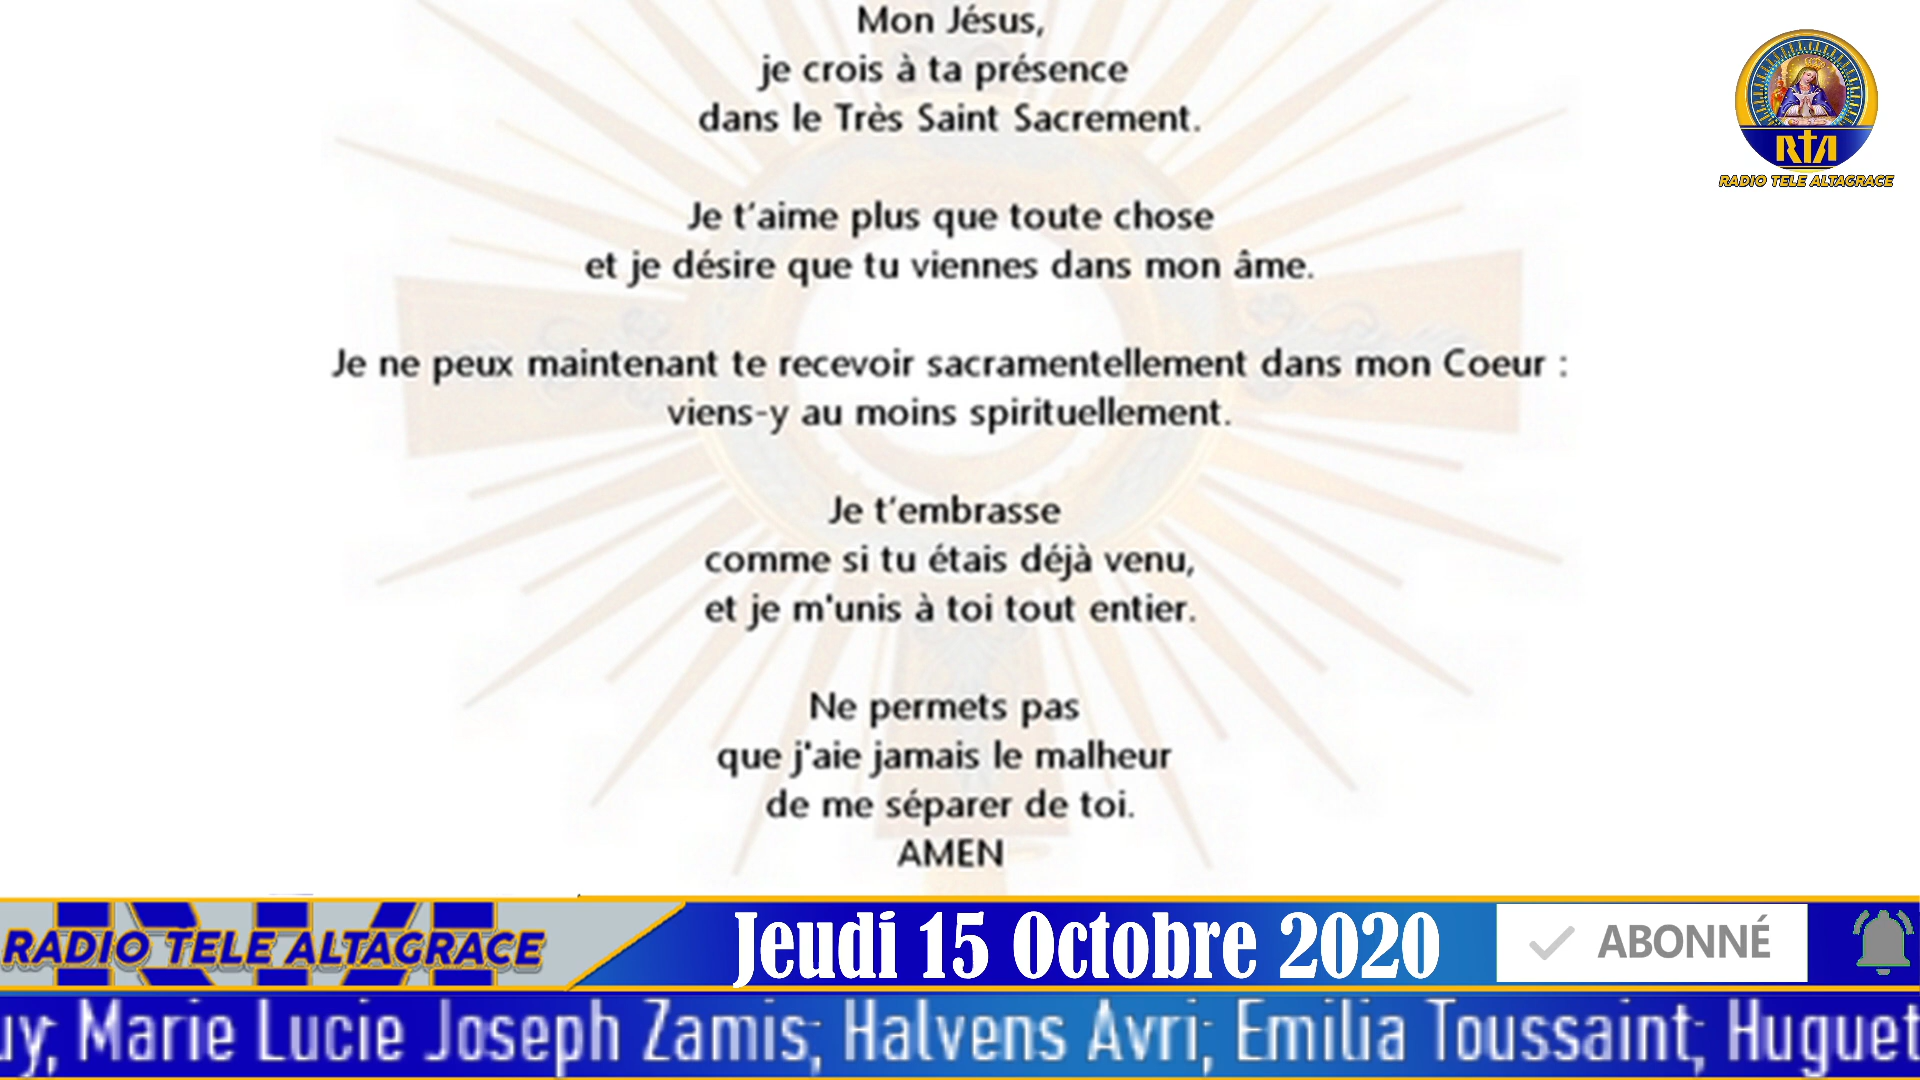 Mon Jésus,
je crois à ta présence
dans le Très Saint Sacrement.
Je t'aime plus que toute chose
et je désire que tu viennes dans mon âme.
Je ne peux maintenant te recevoir sacramentellement dans mon Coeur :
viens-y au moins spirituellement.
Je t'embrasse
comme si tu étais déjà venu,
et je m'unis à toi tout entier.
Ne permets pas
que j'aie jamais le malheur
de me séparer de toi.
AMEN
RTA
RADIO TELE ALTAGRACE
RADIO TELE ALTAGRACE
Jeudi 15 Octobre 2020
ABONNÉ
uy; Marie Lucie Joseph Zamis; Halvens Avri; Emilia Toussaint; Huguet